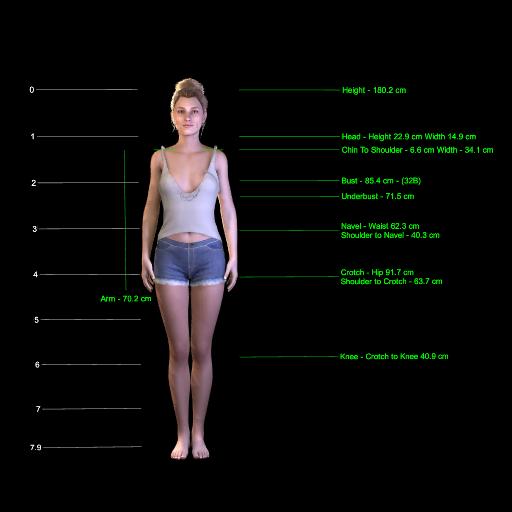 0
Height - 180.2 cm
1
Head - Height 22.9 cm Width 14.9 cm
Chin To Shoulder - 6.6 cm Width - 34.1 cm
2
Bust - 85.4 cm - (32B)
Underbust - 71.5 cm
3
Navel - Waist 62.3 cm
Shoulder to Navel - 40.3 cm
4
Crotch - Hip 91.7 cm
Shoulder to Crotch - 63.7 cm
Arm - 70.2 cm
5
6
Knee - Crotch to Knee 40.9 cm
7
7.9